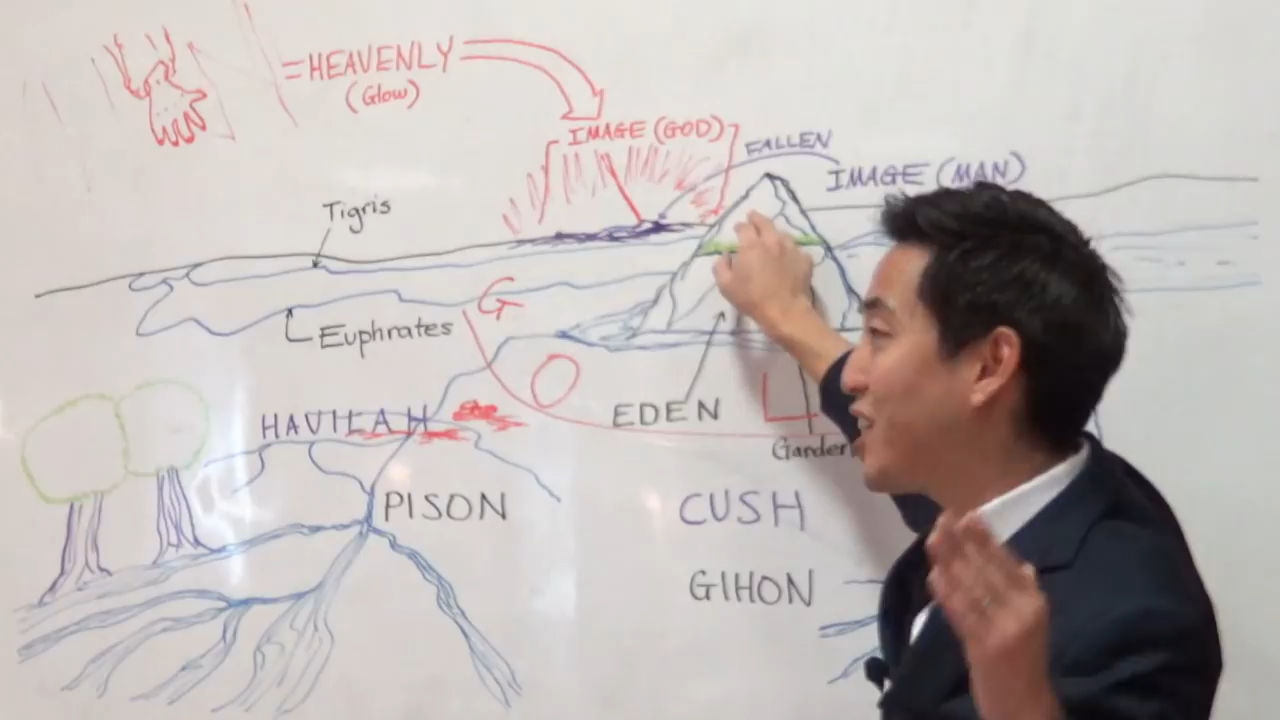 =HEAVENLY
(Glow)
IMAGE (GOD)
FALLEN
IMAGE (MAN)
Tigris
G
Euphrates
O
L
HAVILAH
EDEN
Garden
PISON
CUSH
GIHON